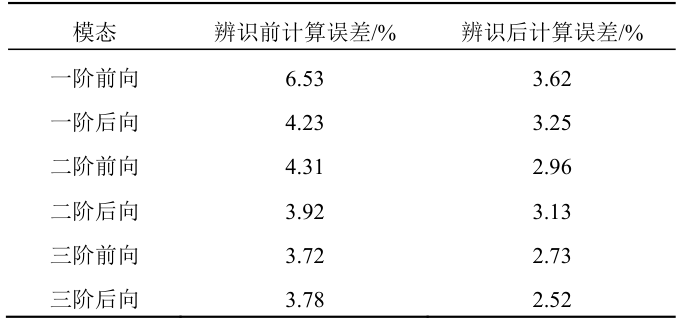 模态 辨识前计算误差/% 辨识后计算误差/%
一阶前向 6.53 3.62
一阶后向 4.23 3.25
二阶前向 4.31 2.96
二阶后向 3.92 3.13
三阶前向 3.72 2.73
三阶后向 3.78 2.52